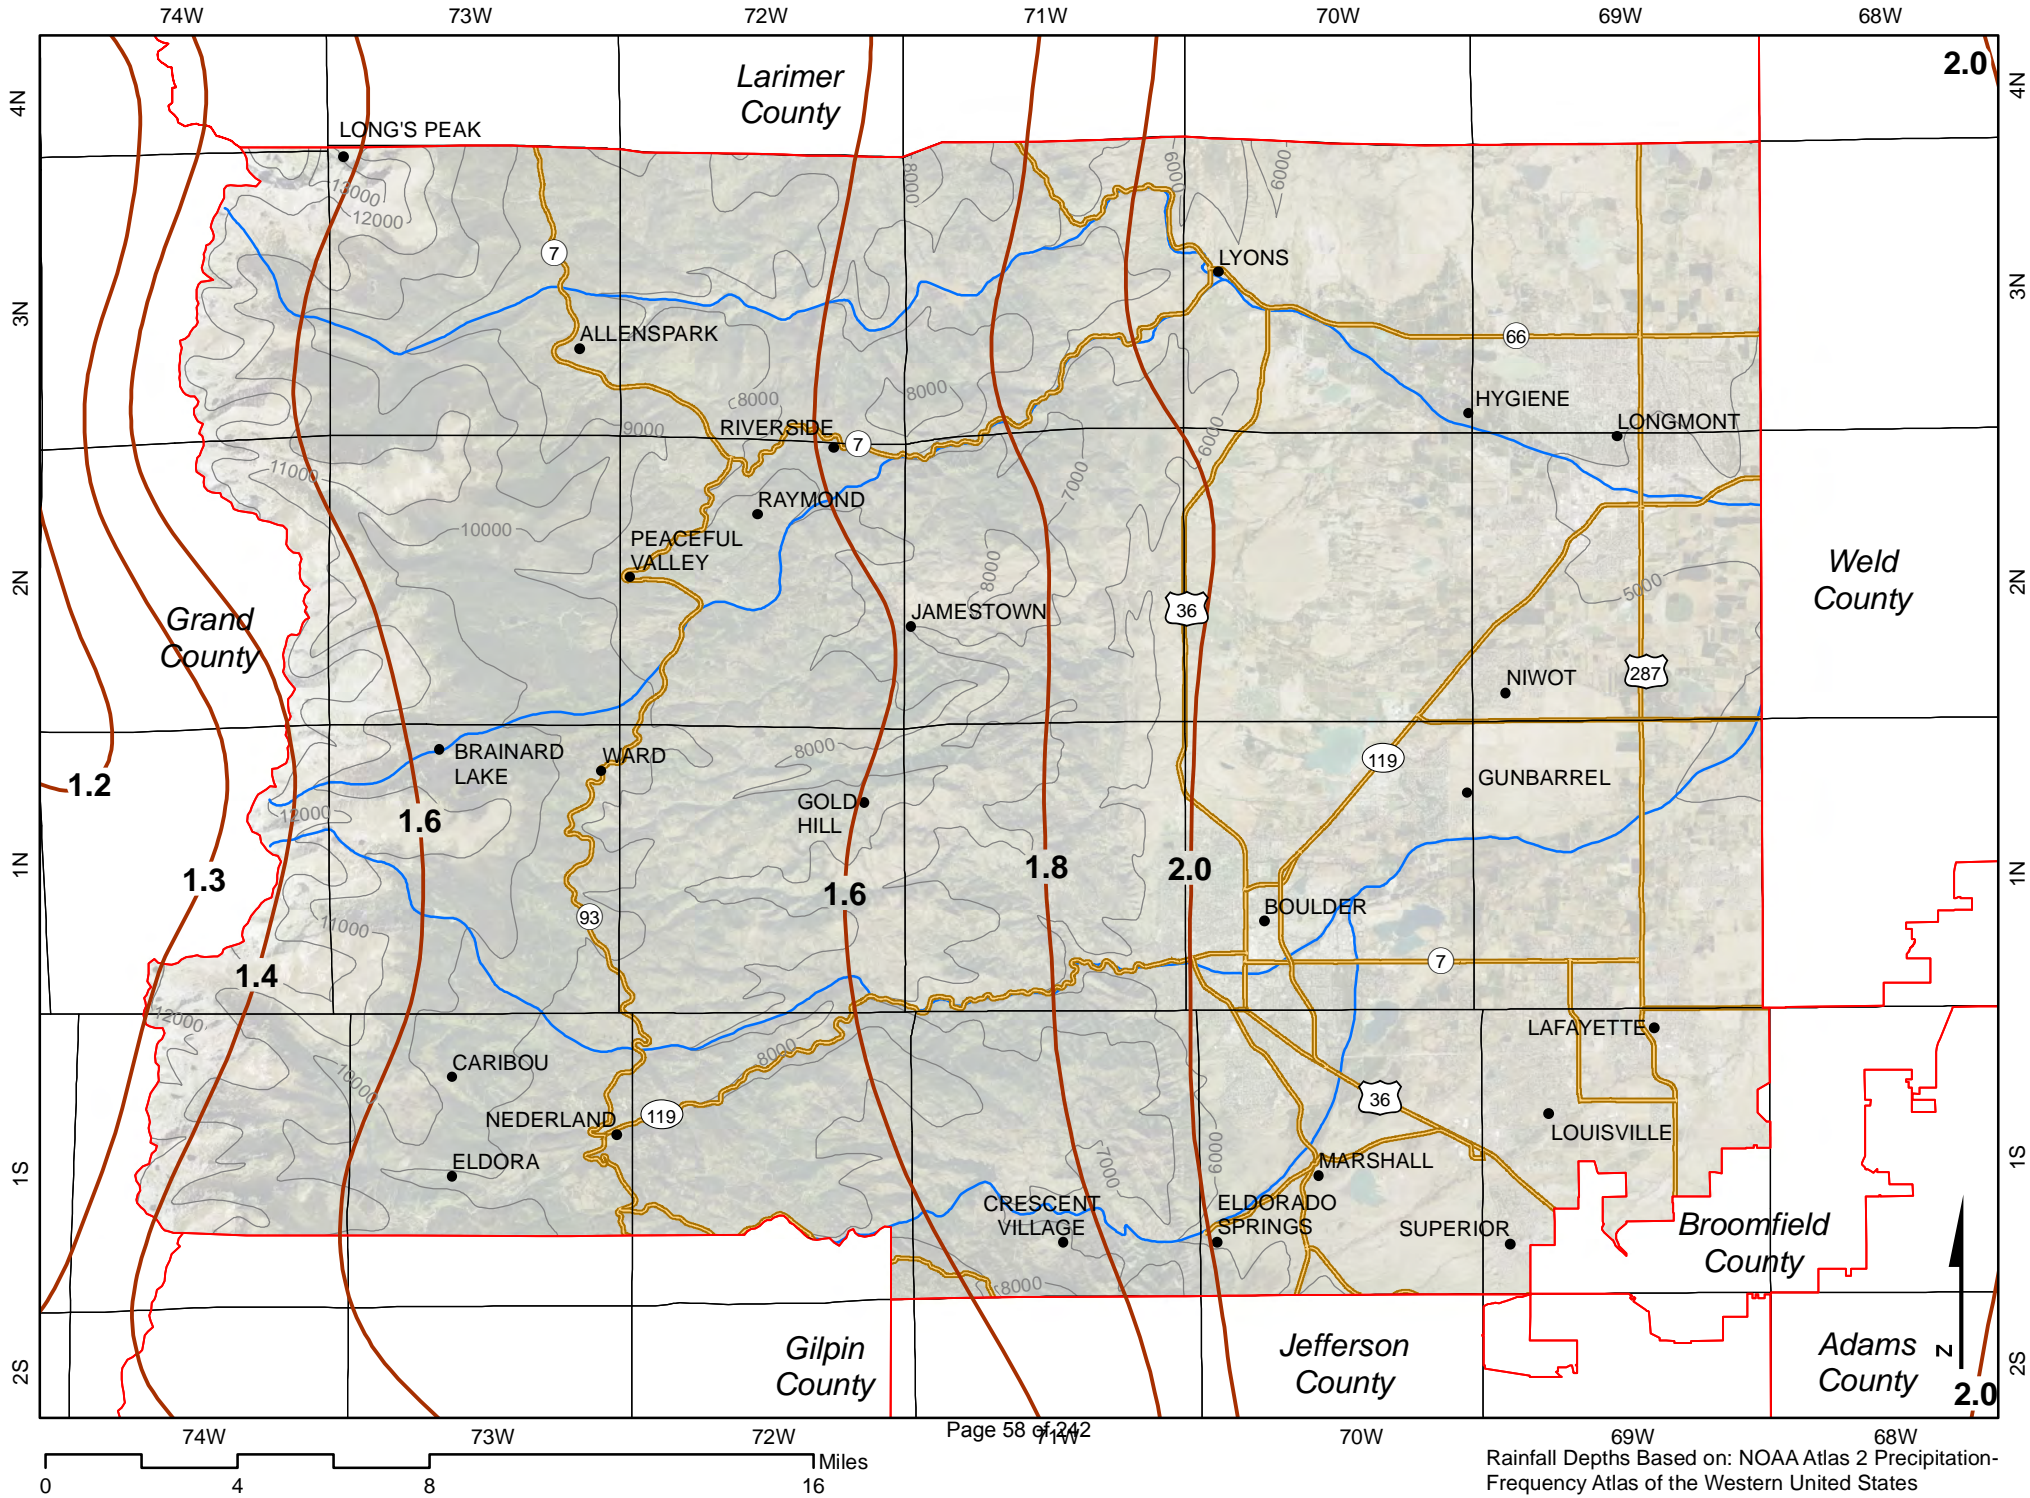 74W 73W 72W 71W 70W 69W 68W
4N
4N
2.0
Larimer
County
LONG'S PEAK
13000
12000
8000
6000
6000
7
LYONS
3N
3N
ALLENSPARK
66
8000
8000
HYGIENE
9000
RIVERSIDE
7
LONGMONT
6000
11000
7000
RAYMOND
10000
PEACEFUL
VALLEY
8000
Weld
County
2N
2N
5000
Grand
County
JAMESTOWN
36
287
NIWOT
1.2
BRAINARD
LAKE
WARD
8000
119
GUNBARREL
12000
1.6
GOLD
HILL
1N
1N
1.3
1.6
1.8
2.0
93
BOULDER
11000
1.4
7
12000
LAFAYETTE
10000
CARIBOU
8000
NEDERLAND
119
36
LOUISVILLE
ELDORA
7000
6000
MARSHALL
1S
1S
CRESCENT
VILLAGE
ELDORADO
SPRINGS
SUPERIOR
Broomfield
County
8000
Gilpin
County
Jefferson
County
Adams
County
Z
2S
2S
2.0
74W 73W 72W 71W 70W 69W 68W
Page 58 of 242
0 4 8 16 Miles
Rainfall Depths Based on: NOAA Atlas 2 Precipitation-
Frequency Atlas of the Western United States